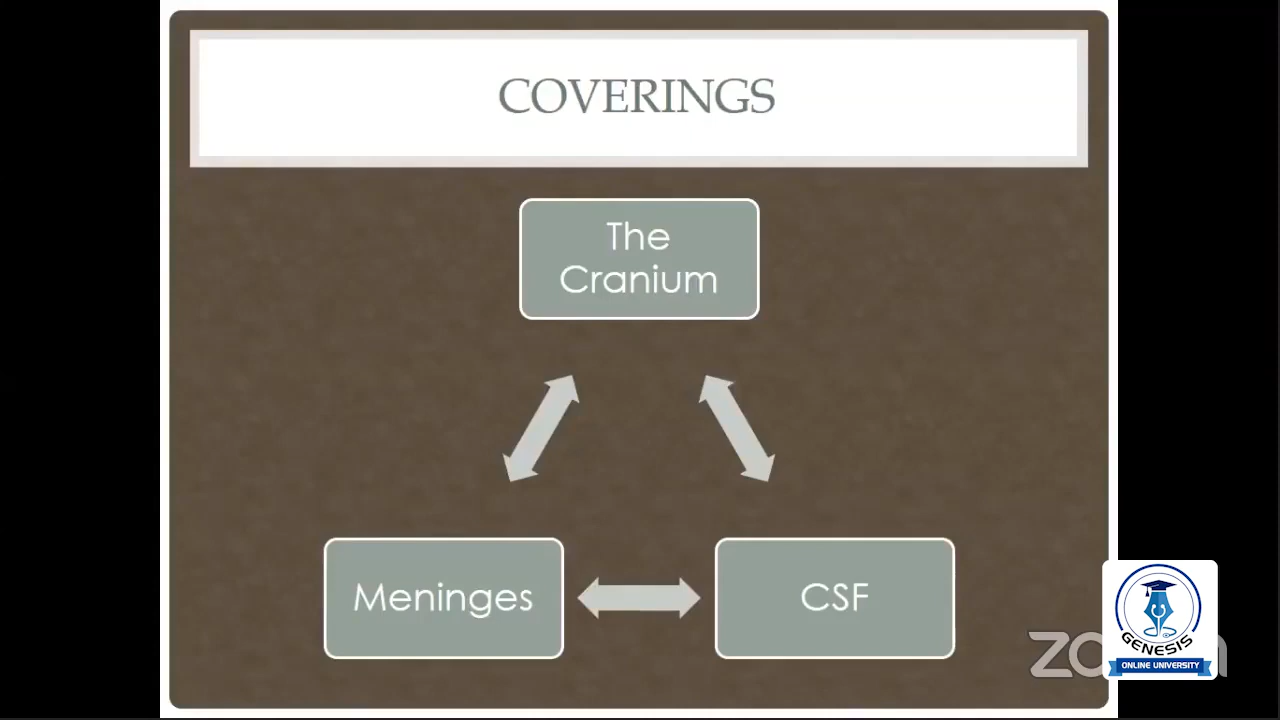 COVERINGS
The
Cranium
Meninges
CSF
GENESIS
ONLINE UNIVERSITY